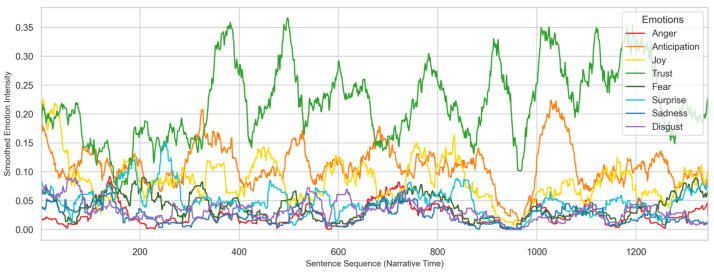 Emotions
Anger
Anticipation
Joy
Trust
Fear
Surprise
Sadness
Disgust
0.35
0.30
0.25
0.20
0.15
0.10
0.05
0.00
Smoothed Emotion Intensity
200
400
600
800
1000
1200
Sentence Sequence (Narrative Time)